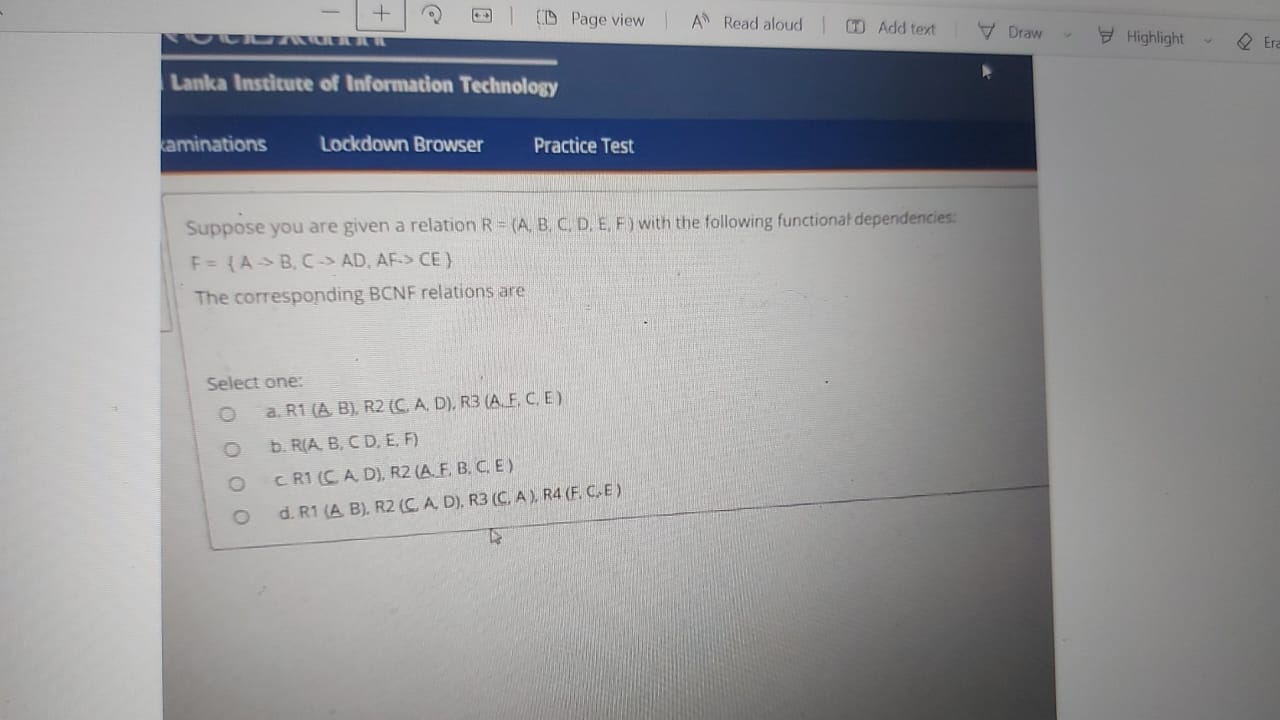 Page view
Read aloud
Add text
Draw
Highlight
Era
Lanka Institute of Information Technology
aminations Lockdown Browser Practice Test
Suppose you are given a relation R = (A, B, C, D, E, F ) with the following functional dependencies:
F = { A -> B, C -> AD, AF-> CE }
The corresponding BCNF relations are
Select one:
a. R1 (A, B), R2 (C, A, D), R3 (A, F, C, E )
b. R(A, B, C D, E, F)
c. R1 (C, A, D), R2 (A, F, B, C, E )
d. R1 (A, B), R2 (C, A, D), R3 (C, A ), R4 (F, C, E )